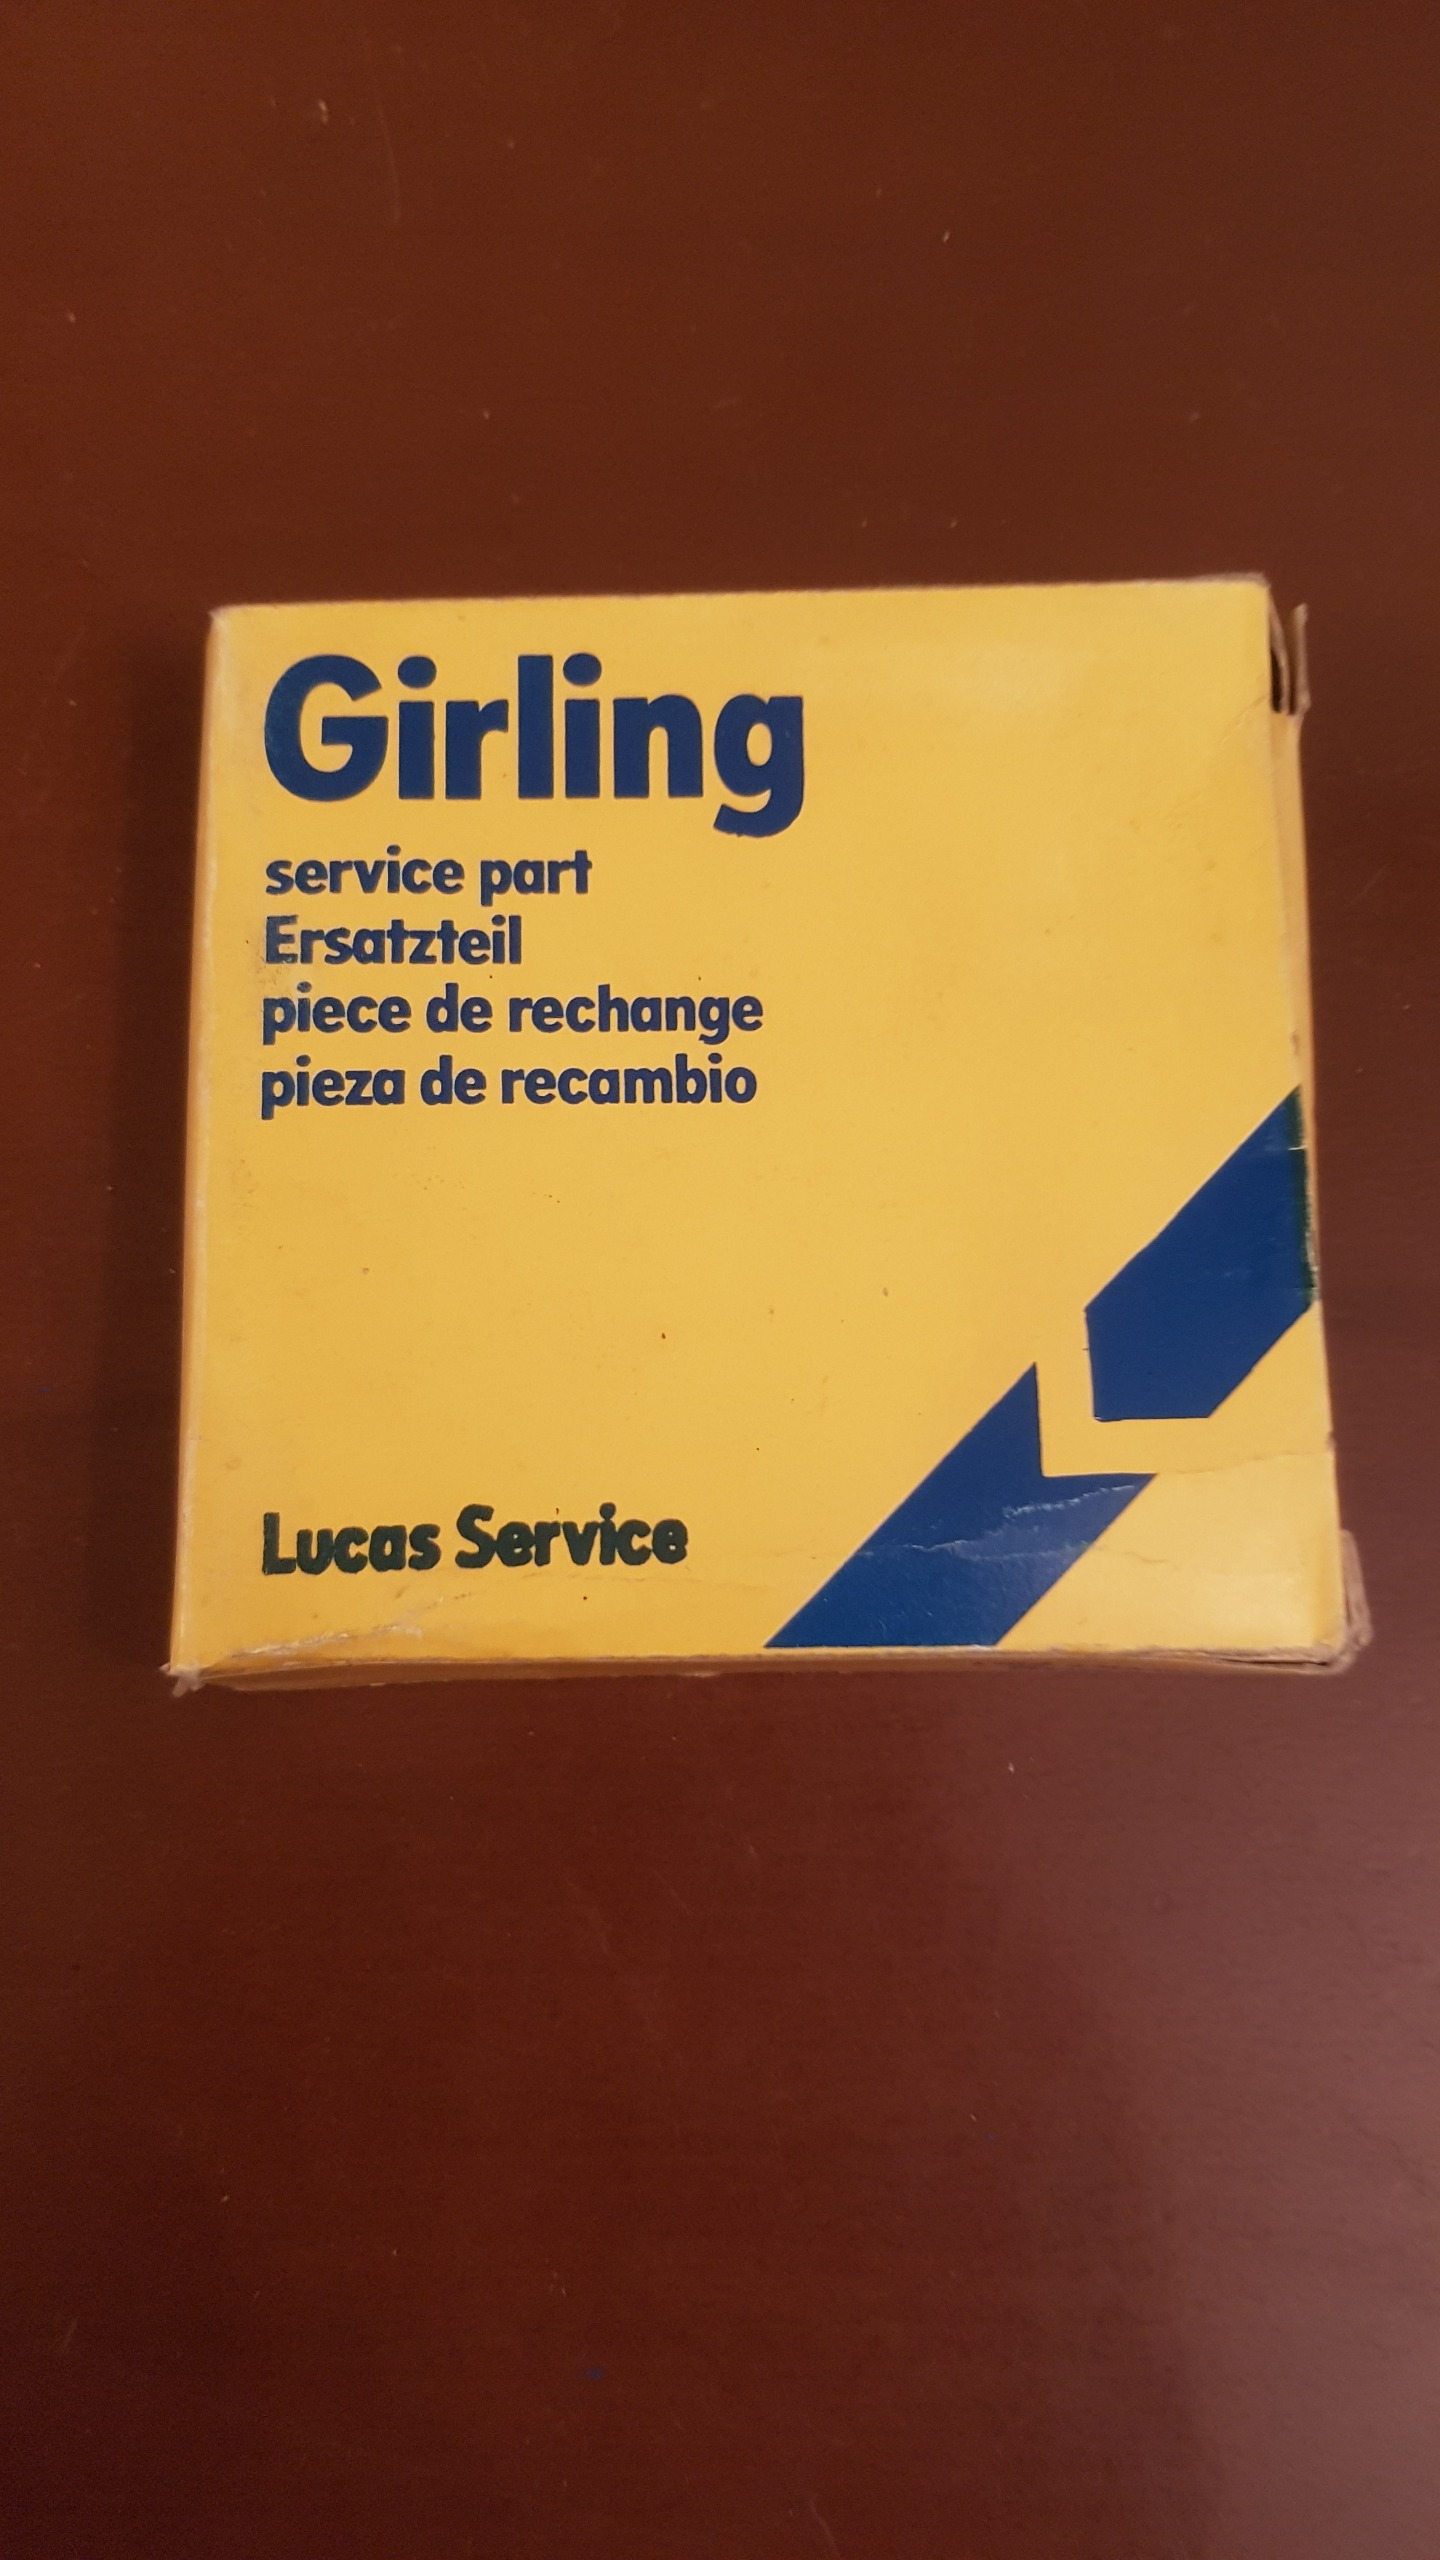 Girling
service part
Ersatzteil
piece de rechange
pieza de recambio
Lucas Service